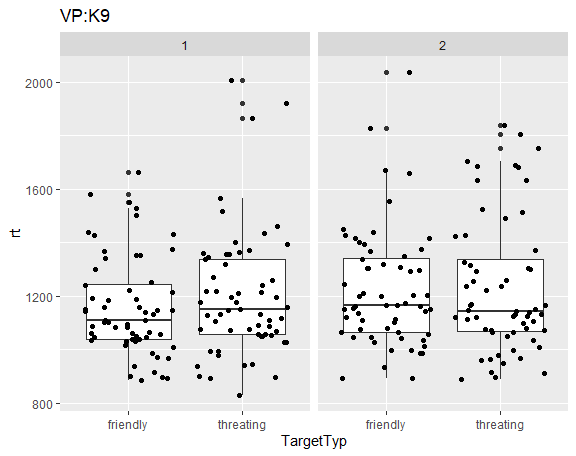 VP:K9
1
2
rt
2000
1600
1200
800
friendly
threating
friendly
threating
TargetTyp